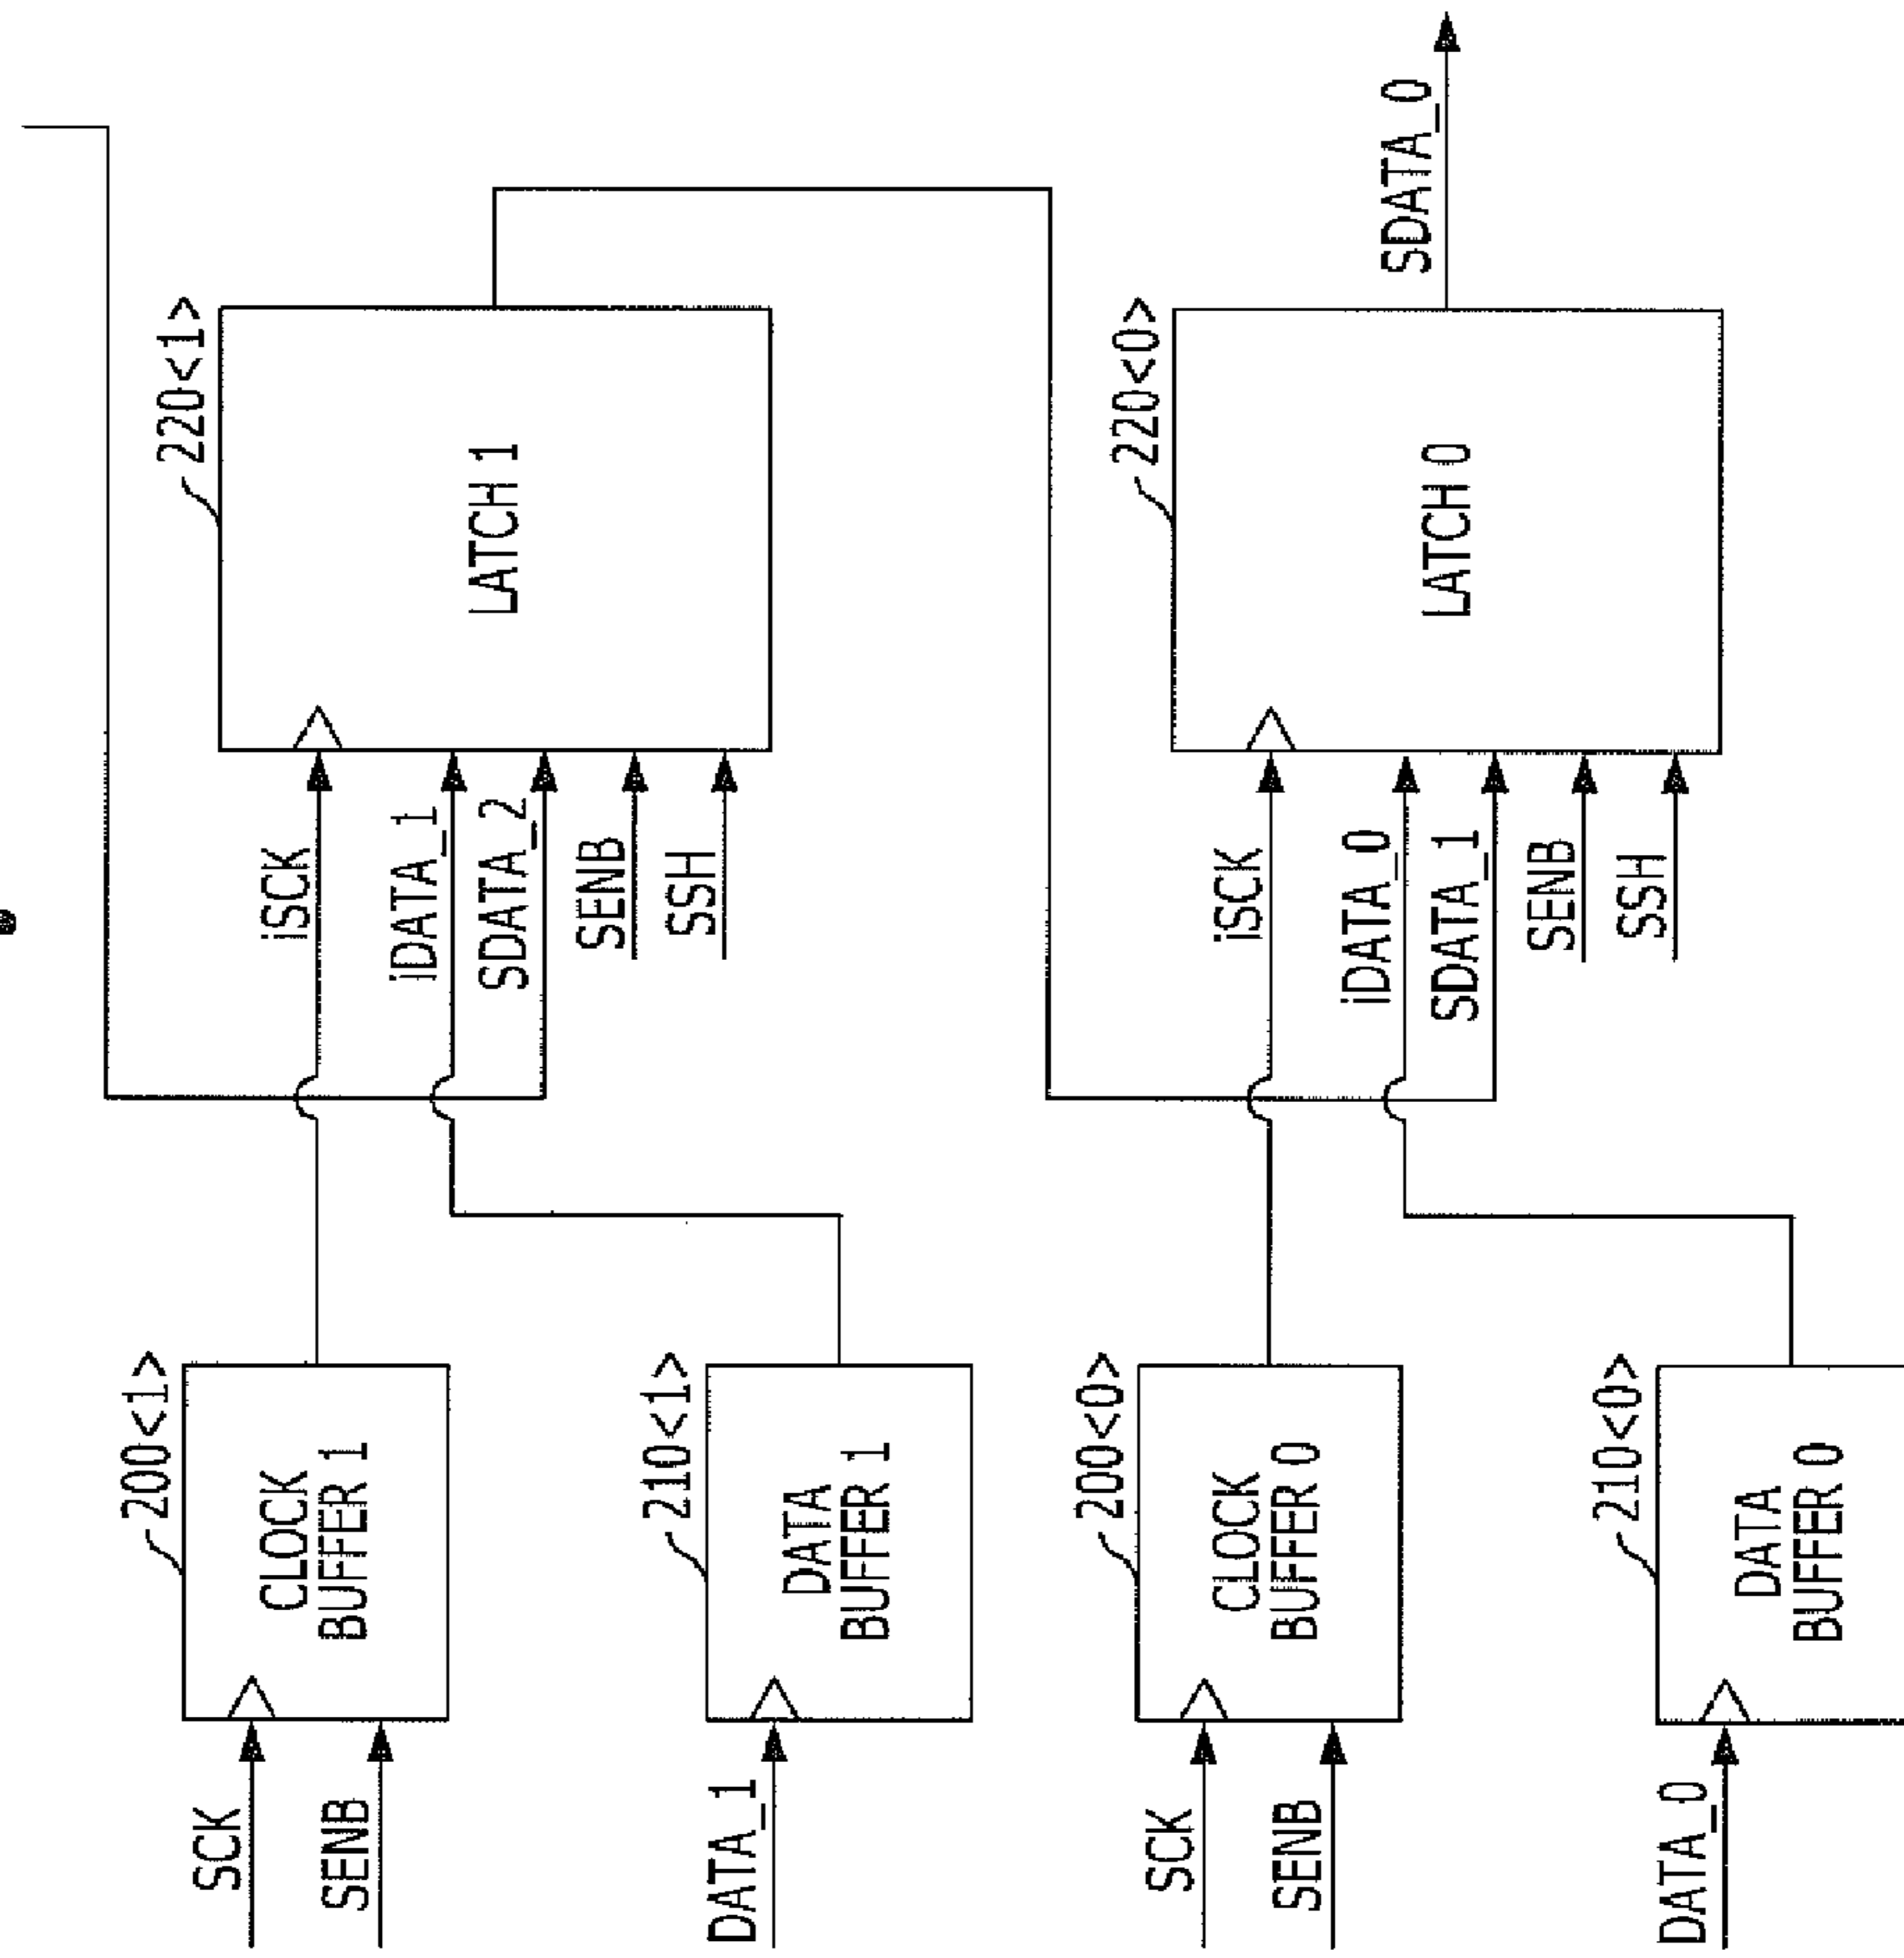 SCK
SENB
200<1>
CLOCK
BUFFER 1
DATA_1
210<1>
DATA
BUFFER 1
iSCK
iDATA_1
SDATA_2
SENB
SSH
220<1>
LATCH 1
SCK
SENB
200<0>
CLOCK
BUFFER 0
DATA_0
210<0>
DATA
BUFFER 0
iSCK
iDATA_0
SDATA_1
SENB
SSH
220<0>
LATCH 0
SDATA_0